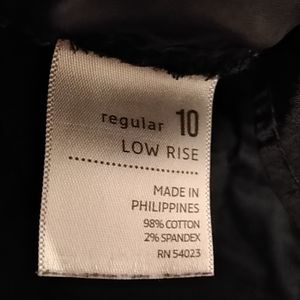 regular 10
LOW RISE
MADE IN
PHILIPPINES
98% COTTON
2% SPANDEX
RN 54023